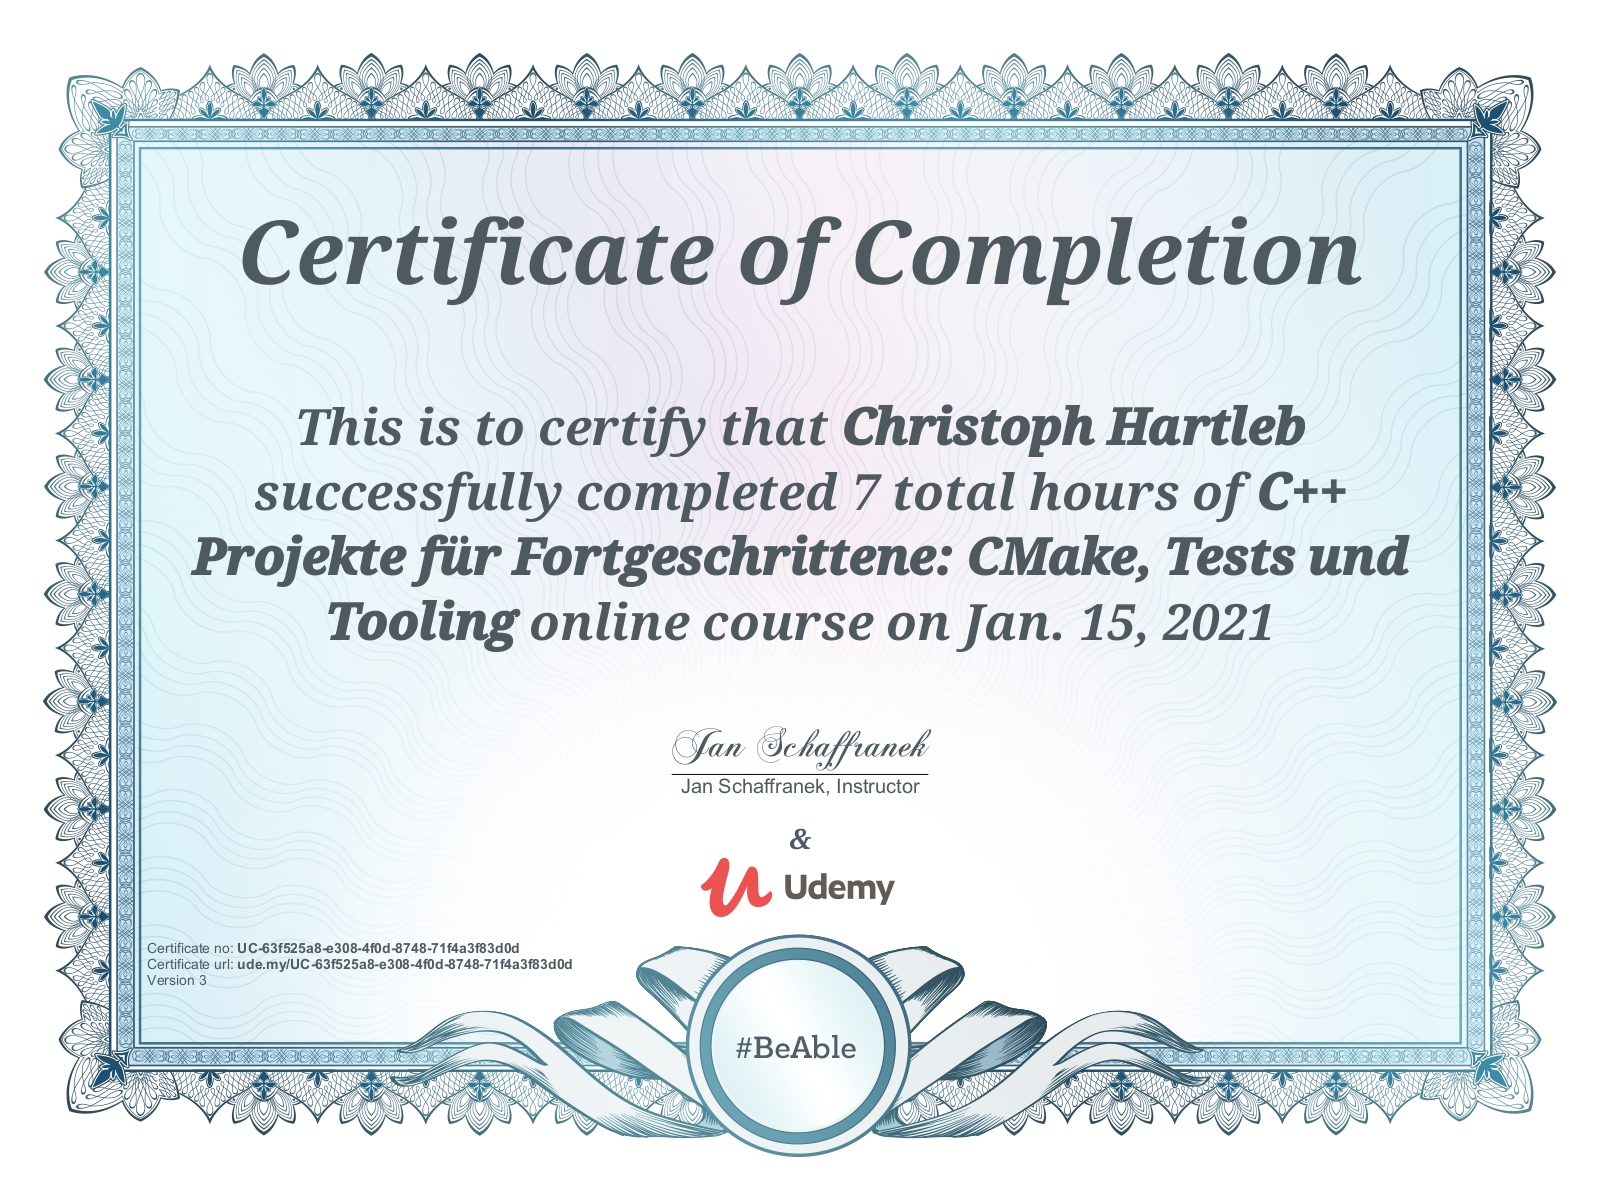 Certificate of Completion
This is to certify that Christoph Hartleb
successfully completed 7 total hours of C++
Projekte für Fortgeschrittene: CMake, Tests und
Tooling online course on Jan. 15, 2021
Jan Schaffranek
Jan Schaffranek, Instructor
&
Udemy
Certificate no: UC-63f525a8-e308-4f0d-8748-71f4a3f83d0d
Certificate url: ude.my/UC-63f525a8-e308-4f0d-8748-71f4a3f83d0d
Version 3
#BeAble